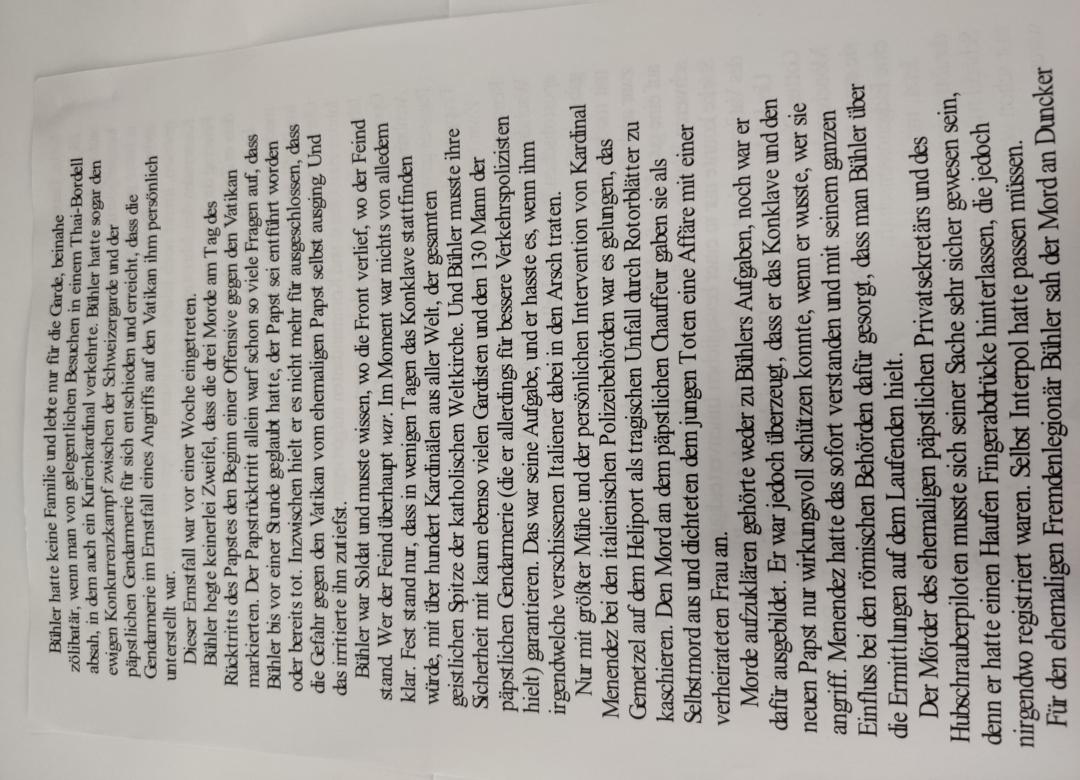 Bühler hatte keine Familie und lebte nur für die Garde, beinahe
zölibatär, wenn man von gelegentlichen Besuchen in einem Thai-Bordell
absah, in dem auch ein Kurienkardinal verkehrte. Bühler hatte sogar den
ewigen Konkurrenzkampf zwischen der Schweizergarde und der
päpstlichen Gendarmerie für sich entschieden und erreicht, dass die
Gendarmerie im Ernstfall eines Angriffs auf den Vatikan ihm persönlich
unterstellt war.
Dieser Ernstfall war vor einer Woche eingetreten.
Bühler hegte keinerlei Zweifel, dass die drei Morde am Tag des
Rücktritts des Papstes den Beginn einer Offensive gegen den Vatikan
markierten. Der Papstrücktritt allein warf schon so viele Fragen auf, dass
Bühler bis vor einer Stunde geglaubt hatte, der Papst sei entführt worden
oder bereits tot. Inzwischen hielt er es nicht mehr für ausgeschlossen, dass
die Gefahr gegen den Vatikan vom ehemaligen Papst selbst ausging. Und
das irritierte ihn zutiefst.
Bühler war Soldat und musste wissen, wo die Front verlief, wo der Feind
stand. Wer der Feind überhaupt war. Im Moment war nichts von alledem
klar. Fest stand nur, dass in wenigen Tagen das Konklave stattfinden
würde, mit über hundert Kardinälen aus aller Welt, der gesamten
geistlichen Spitze der katholischen Weltkirche. Und Bühler musste ihre
Sicherheit mit kaum ebenso vielen Gardisten und den 130 Mann der
päpstlichen Gendarmerie (die er allerdings für bessere Verkehrspolizisten
hielt) garantieren. Das war seine Aufgabe, und er hasste es, wenn ihm
irgendwelche verschissenen Italiener dabei in den Arsch traten.
Nur mit größter Mühe und der persönlichen Intervention von Kardinal
Menendez bei den italienischen Polizeibehörden war es gelungen, das
Gemetzel auf dem Heliport als tragischen Unfall durch Rotorblätter zu
kaschieren. Den Mord an dem päpstlichen Chauffeur gaben sie als
Selbstmord aus und dichteten dem jungen Toten eine Affäre mit einer
verheirateten Frau an.
Morde aufzuklären gehörte weder zu Bühlers Aufgaben, noch war er
dafür ausgebildet. Er war jedoch überzeugt, dass er das Konklave und den
neuen Papst nur wirkungsvoll schützen konnte, wenn er wusste, wer sie
angriff. Menendez hatte das sofort verstanden und mit seinem ganzen
Einfluss bei den römischen Behörden dafür gesorgt, dass man Bühler über
die Ermittlungen auf dem Laufenden hielt.
Der Mörder des ehemaligen päpstlichen Privatsekretärs und des
Hubschrauberpiloten musste sich seiner Sache sehr sicher gewesen sein,
denn er hatte einen Haufen Fingerabdrücke hinterlassen, die jedoch
nirgendwo registriert waren. Selbst Interpol hatte passen müssen.
Für den ehemaligen Fremdenlegionär Bühler sah der Mord an Duncker